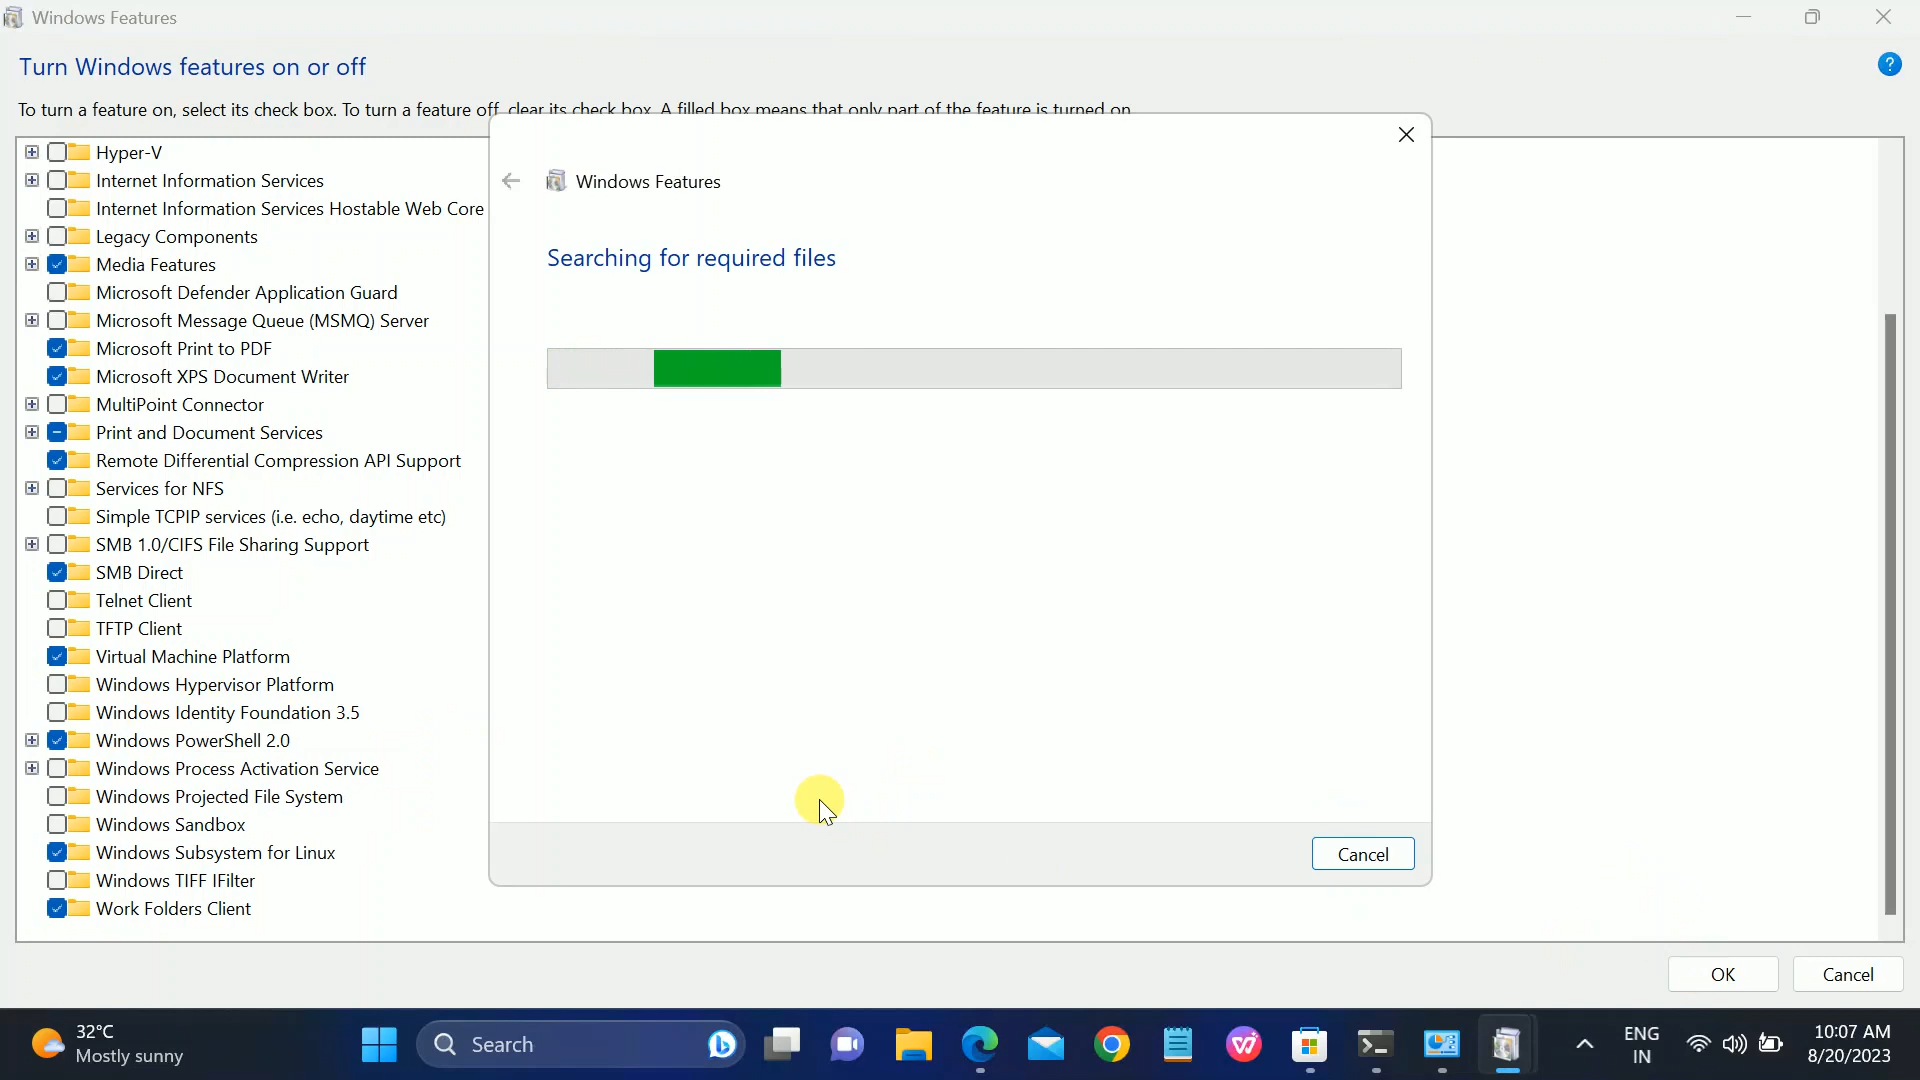 Windows Features
Turn Windows features on or off
To turn a feature on, select its check box. To turn a feature off, clear its check box. A filled box means that only part of the feature is turned on.
Hyper-V
Internet Information Services
Internet Information Services Hostable Web Core
Legacy Components
Media Features
Microsoft Defender Application Guard
Microsoft Message Queue (MSMQ) Server
Microsoft Print to PDF
Microsoft XPS Document Writer
MultiPoint Connector
Print and Document Services
Remote Differential Compression API Support
Services for NFS
Simple TCPIP services (i.e. echo, daytime etc)
SMB 1.0/CIFS File Sharing Support
SMB Direct
Telnet Client
TFTP Client
Virtual Machine Platform
Windows Hypervisor Platform
Windows Identity Foundation 3.5
Windows PowerShell 2.0
Windows Process Activation Service
Windows Projected File System
Windows Sandbox
Windows Subsystem for Linux
Windows TIFF IFilter
Work Folders Client
Windows Features
Searching for required files
Cancel
OK
Cancel
32°C
Mostly sunny
Search
ENG
IN
10:07 AM
8/20/2023